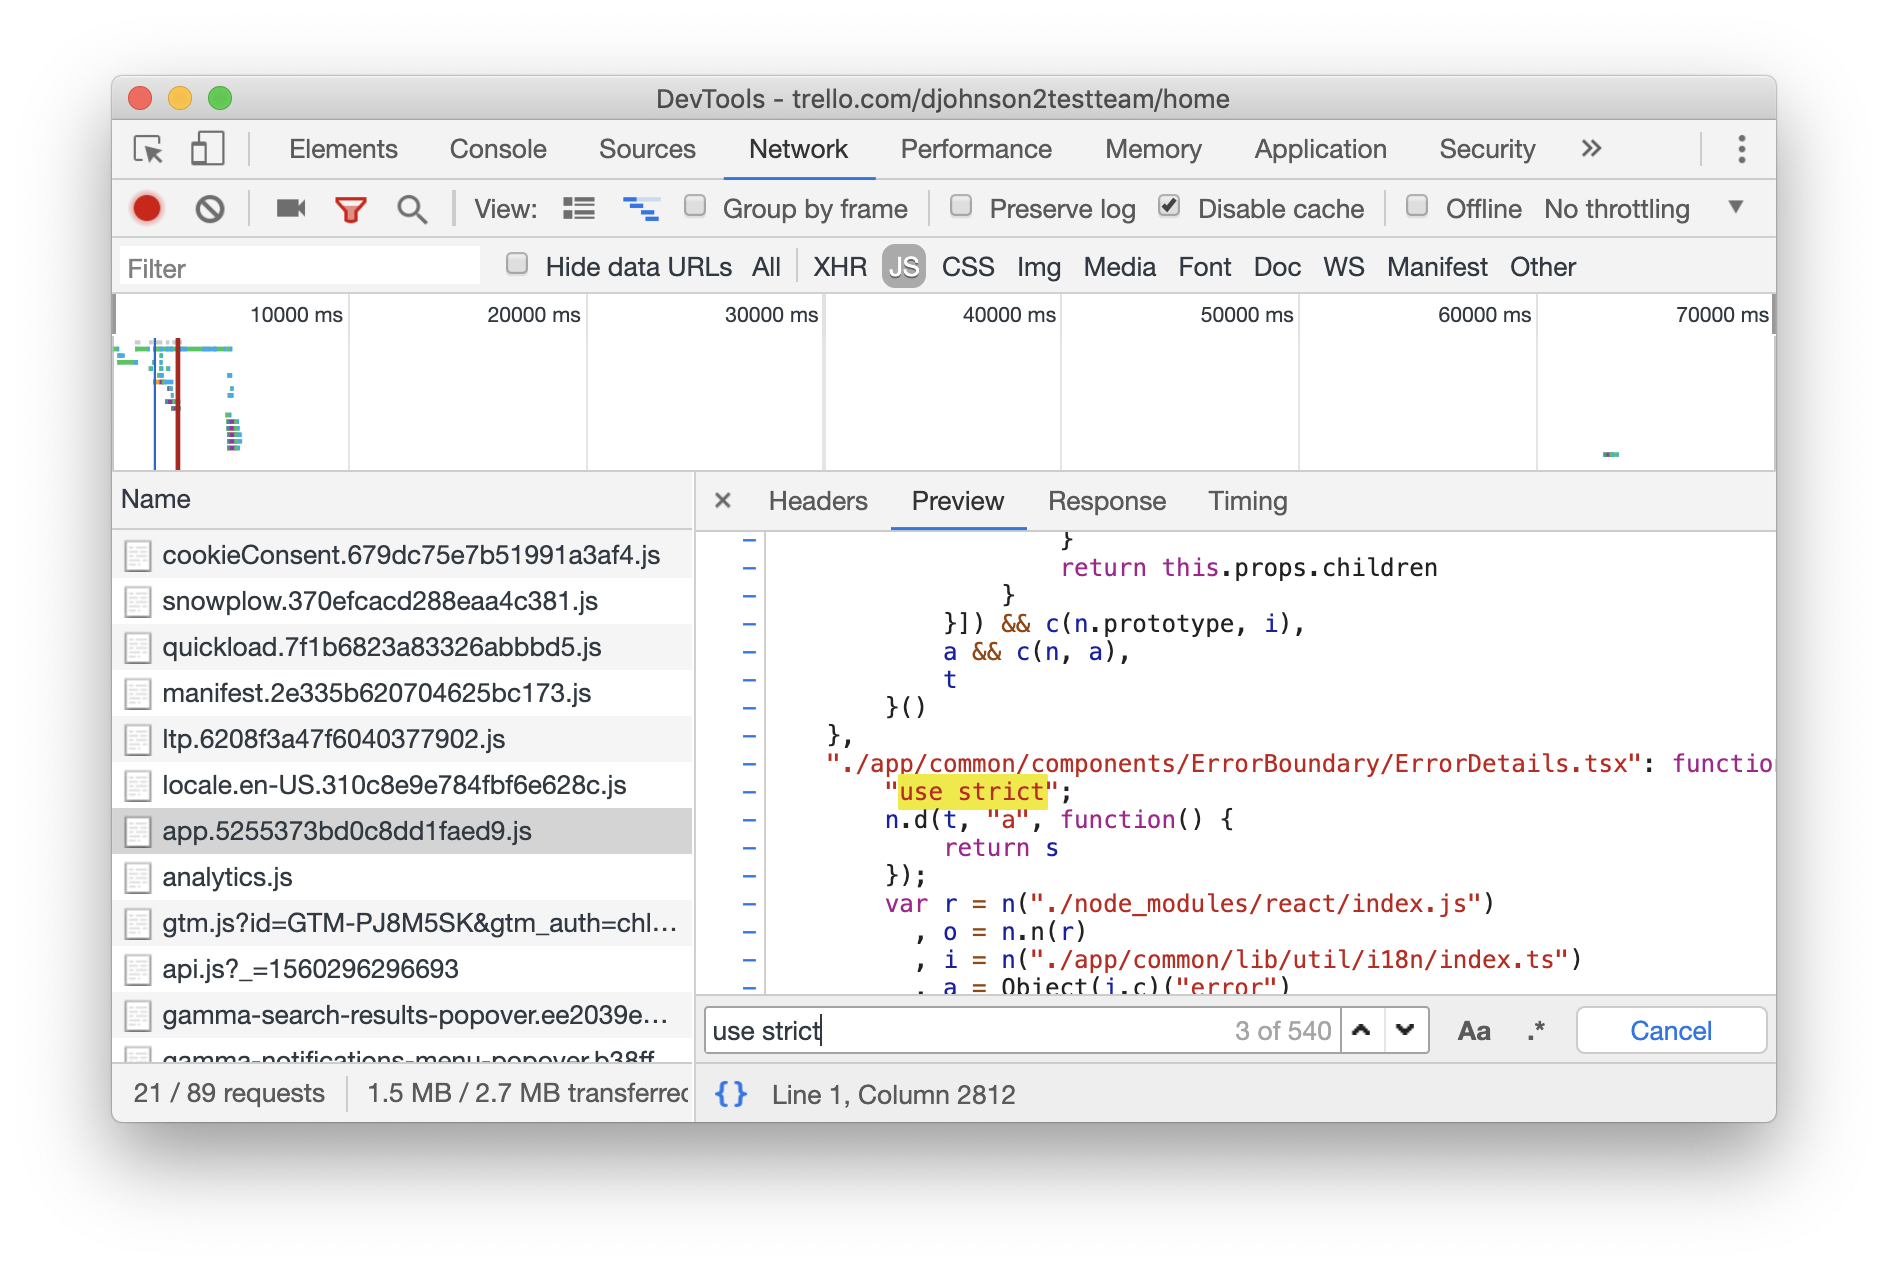 DevTools - trello.com/djohnson2testteam/home
Elements Console Sources Network Performance Memory Application Security »
View: Group by frame Preserve log Disable cache Offline No throttling
Filter Hide data URLs All XHR JS CSS Img Media Font Doc WS Manifest Other
10000 ms 20000 ms 30000 ms 40000 ms 50000 ms 60000 ms 70000 ms
Name
cookieConsent.679dc75e7b51991a3af4.js
snowplow.370efcacd288eaa4c381.js
quickload.7f1b6823a83326abbbd5.js
manifest.2e335b620704625bc173.js
ltp.6208f3a47f6040377902.js
locale.en-US.310c8e9e784fbf6e628c.js
app.5255373bd0c8dd1faed9.js
analytics.js
gtm.js?id=GTM-PJ8M5SK&gtm_auth=chl…
api.js?_=1560296296693
gamma-search-results-popover.ee2039e…
gamma-notifications-menu-popover.b38ff
21 / 89 requests 1.5 MB / 2.7 MB transferred
× Headers Preview Response Timing
}
return this.props.children
}
}]) && c(n.prototype, i),
a && c(n, a),
t
}()
},
"./app/common/components/ErrorBoundary/ErrorDetails.tsx": functio
"use strict";
n.d(t, "a", function() {
return s
});
var r = n("./node_modules/react/index.js")
, o = n.n(r)
, i = n("./app/common/lib/util/i18n/index.ts")
, a = Object(i.c)("error")
use strict 3 of 540 Aa .* Cancel
{} Line 1, Column 2812